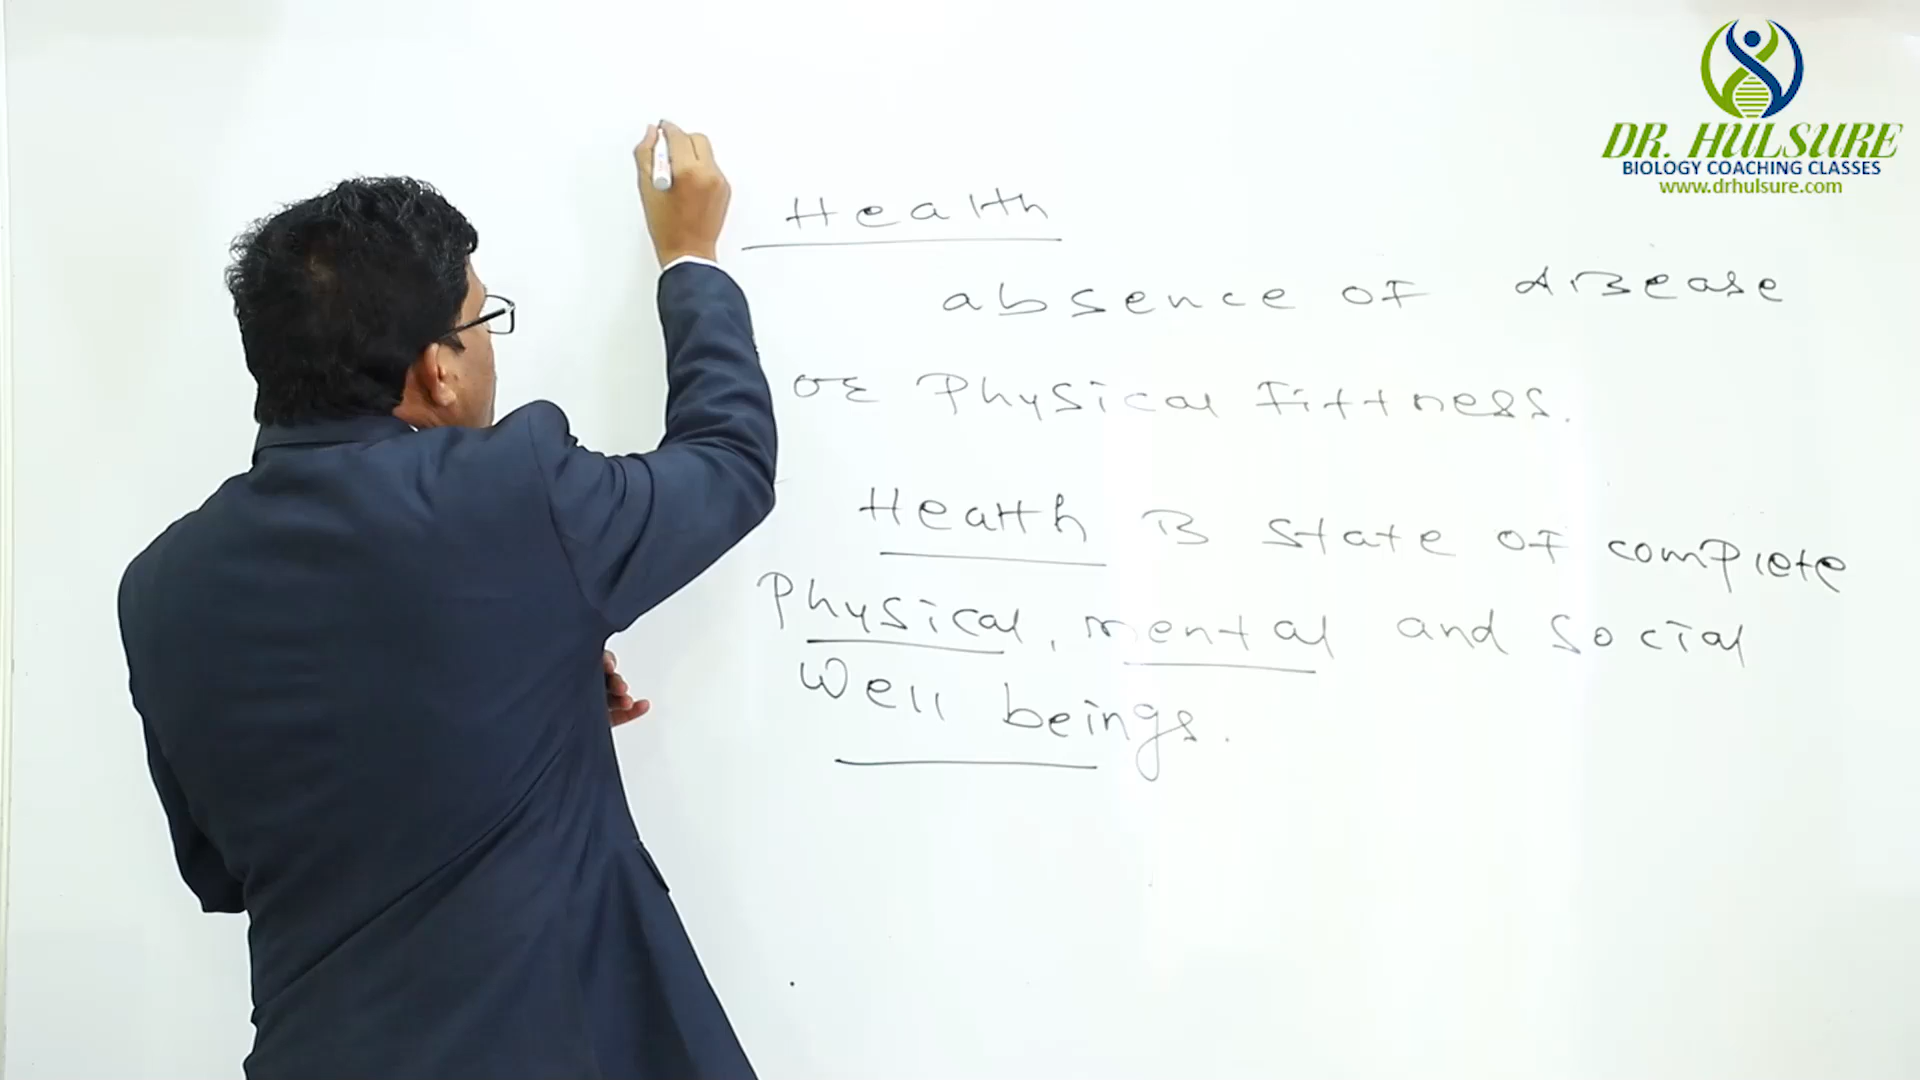 DR. HULSURE
BIOLOGY COACHING CLASSES
www.drhulsure.com
Health
absence of disease
or Physical Fittness.
Health is state of complete
Physical, mental and social
Well beings.